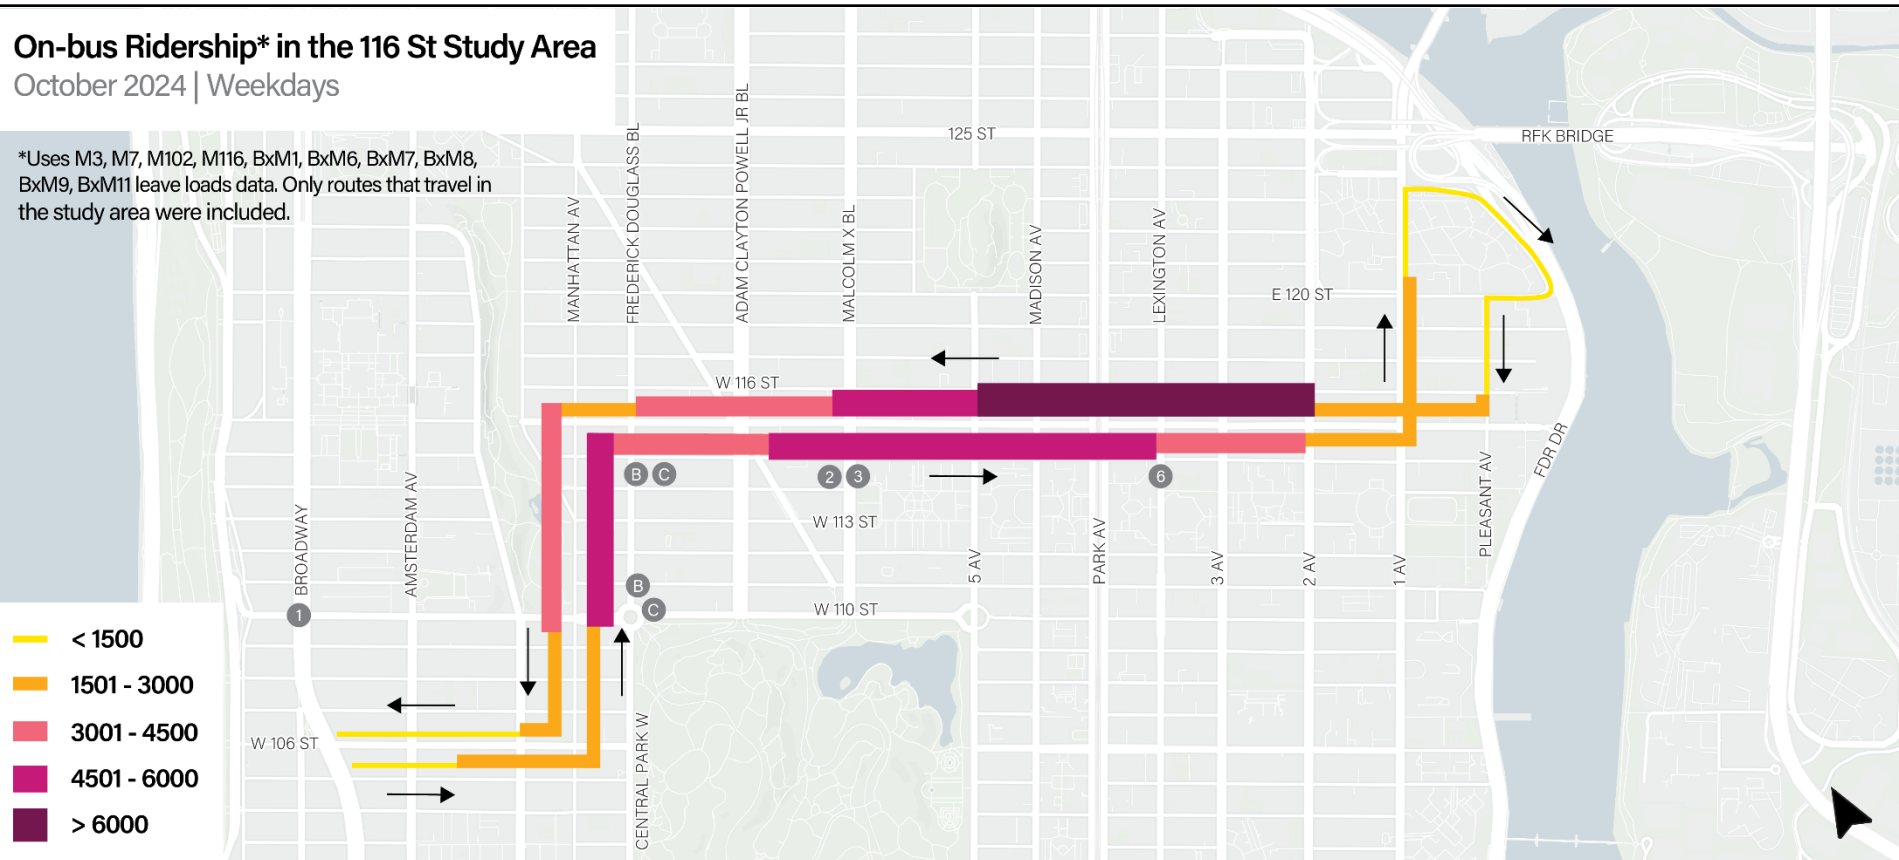 On-bus Ridership* in the 116 St Study Area
October 2024 | Weekdays
*Uses M3, M7, M102, M116, BxM1, BxM6, BxM7, BxM8,
BxM9, BxM11 leave loads data. Only routes that travel in
the study area were included.
125 ST
RFK BRIDGE
MANHATTAN AV
FREDERICK DOUGLASS BL
ADAM CLAYTON POWELL JR BL
MALCOLM X BL
MADISON AV
LEXINGTON AV
E 120 ST
W 116 ST
B
C
2
3
6
W 113 ST
BROADWAY
AMSTERDAM AV
5 AV
PARK AV
3 AV
2 AV
1 AV
PLEASANT AV
FDR DR
B
C
1
W 110 ST
W 106 ST
CENTRAL PARK W
< 1500
1501 - 3000
3001 - 4500
4501 - 6000
> 6000